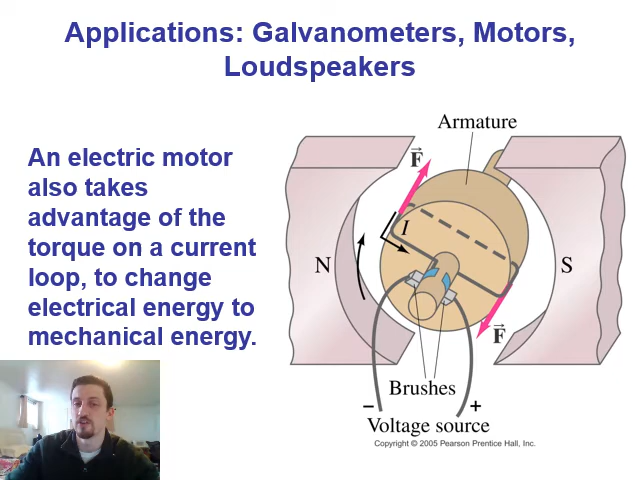 Applications: Galvanometers, Motors,
Loudspeakers
An electric motor
also takes
advantage of the
torque on a current
loop, to change
electrical energy to
mechanical energy.
Armature
F
I
N
S
F
Brushes
– +
Voltage source
Copyright © 2005 Pearson Prentice Hall, Inc.